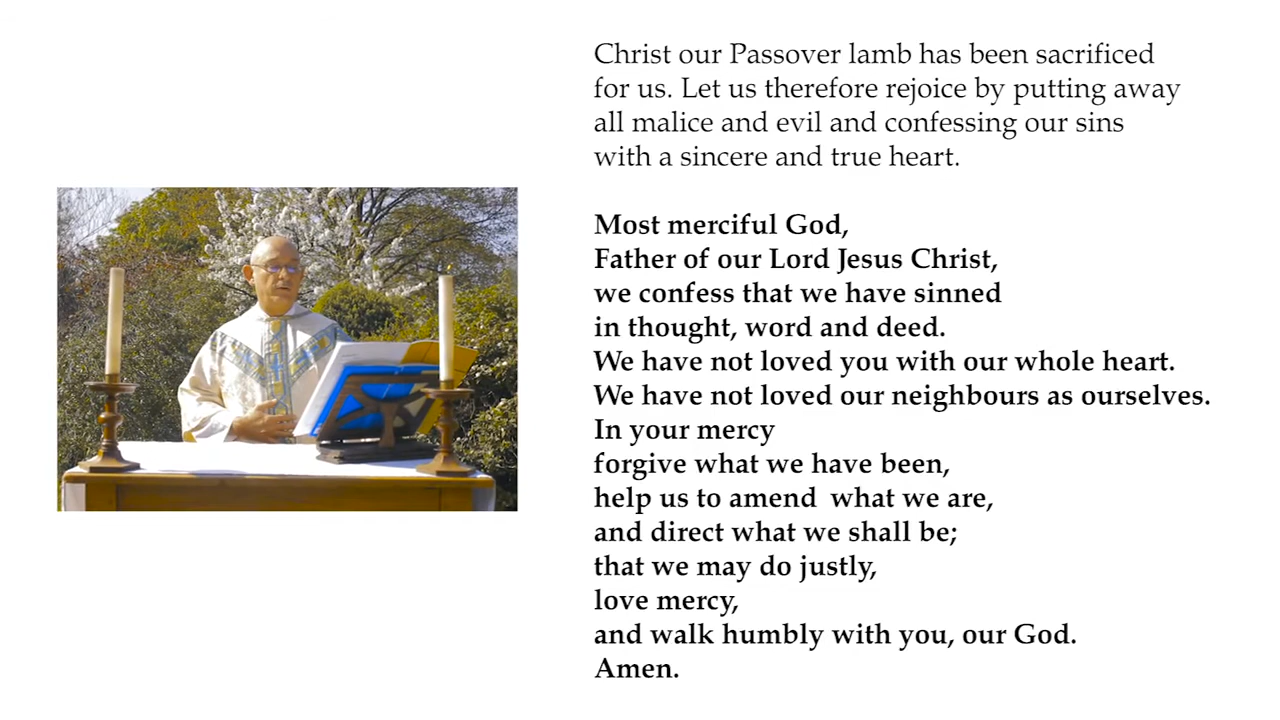 Christ our Passover lamb has been sacrificed
for us. Let us therefore rejoice by putting away
all malice and evil and confessing our sins
with a sincere and true heart.
Most merciful God,
Father of our Lord Jesus Christ,
we confess that we have sinned
in thought, word and deed.
We have not loved you with our whole heart.
We have not loved our neighbours as ourselves.
In your mercy
forgive what we have been,
help us to amend  what we are,
and direct what we shall be;
that we may do justly,
love mercy,
and walk humbly with you, our God.
Amen.